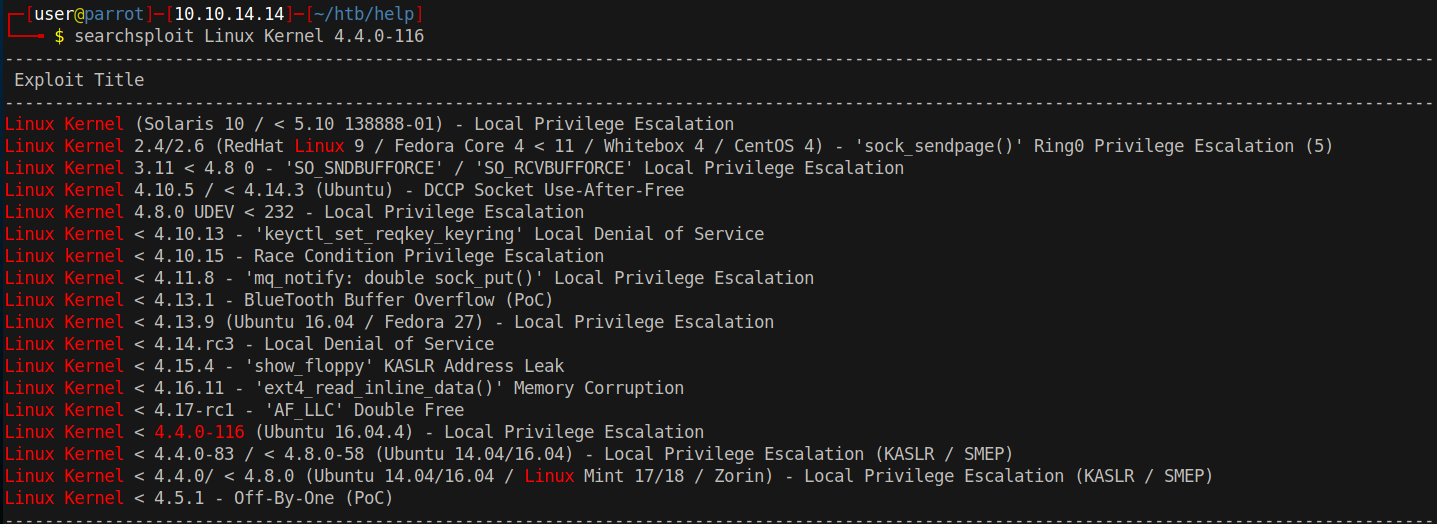 [user@parrot]-[10.10.14.14]-[~/htb/help]
$ searchsploit Linux Kernel 4.4.0-116
Exploit Title
Linux Kernel (Solaris 10 / < 5.10 138888-01) - Local Privilege Escalation
Linux Kernel 2.4/2.6 (RedHat Linux 9 / Fedora Core 4 < 11 / Whitebox 4 / CentOS 4) - 'sock_sendpage()' Ring0 Privilege Escalation (5)
Linux Kernel 3.11 < 4.8 0 - 'SO_SNDBUFFORCE' / 'SO_RCVBUFFORCE' Local Privilege Escalation
Linux Kernel 4.10.5 / < 4.14.3 (Ubuntu) - DCCP Socket Use-After-Free
Linux Kernel 4.8.0 UDEV < 232 - Local Privilege Escalation
Linux Kernel < 4.10.13 - 'keyctl_set_reqkey_keyring' Local Denial of Service
Linux kernel < 4.10.15 - Race Condition Privilege Escalation
Linux Kernel < 4.11.8 - 'mq_notify: double sock_put()' Local Privilege Escalation
Linux Kernel < 4.13.1 - BlueTooth Buffer Overflow (PoC)
Linux Kernel < 4.13.9 (Ubuntu 16.04 / Fedora 27) - Local Privilege Escalation
Linux Kernel < 4.14.rc3 - Local Denial of Service
Linux Kernel < 4.15.4 - 'show_floppy' KASLR Address Leak
Linux Kernel < 4.16.11 - 'ext4_read_inline_data()' Memory Corruption
Linux Kernel < 4.17-rc1 - 'AF_LLC' Double Free
Linux Kernel < 4.4.0-116 (Ubuntu 16.04.4) - Local Privilege Escalation
Linux Kernel < 4.4.0-83 / < 4.8.0-58 (Ubuntu 14.04/16.04) - Local Privilege Escalation (KASLR / SMEP)
Linux Kernel < 4.4.0/ < 4.8.0 (Ubuntu 14.04/16.04 / Linux Mint 17/18 / Zorin) - Local Privilege Escalation (KASLR / SMEP)
Linux Kernel < 4.5.1 - Off-By-One (PoC)